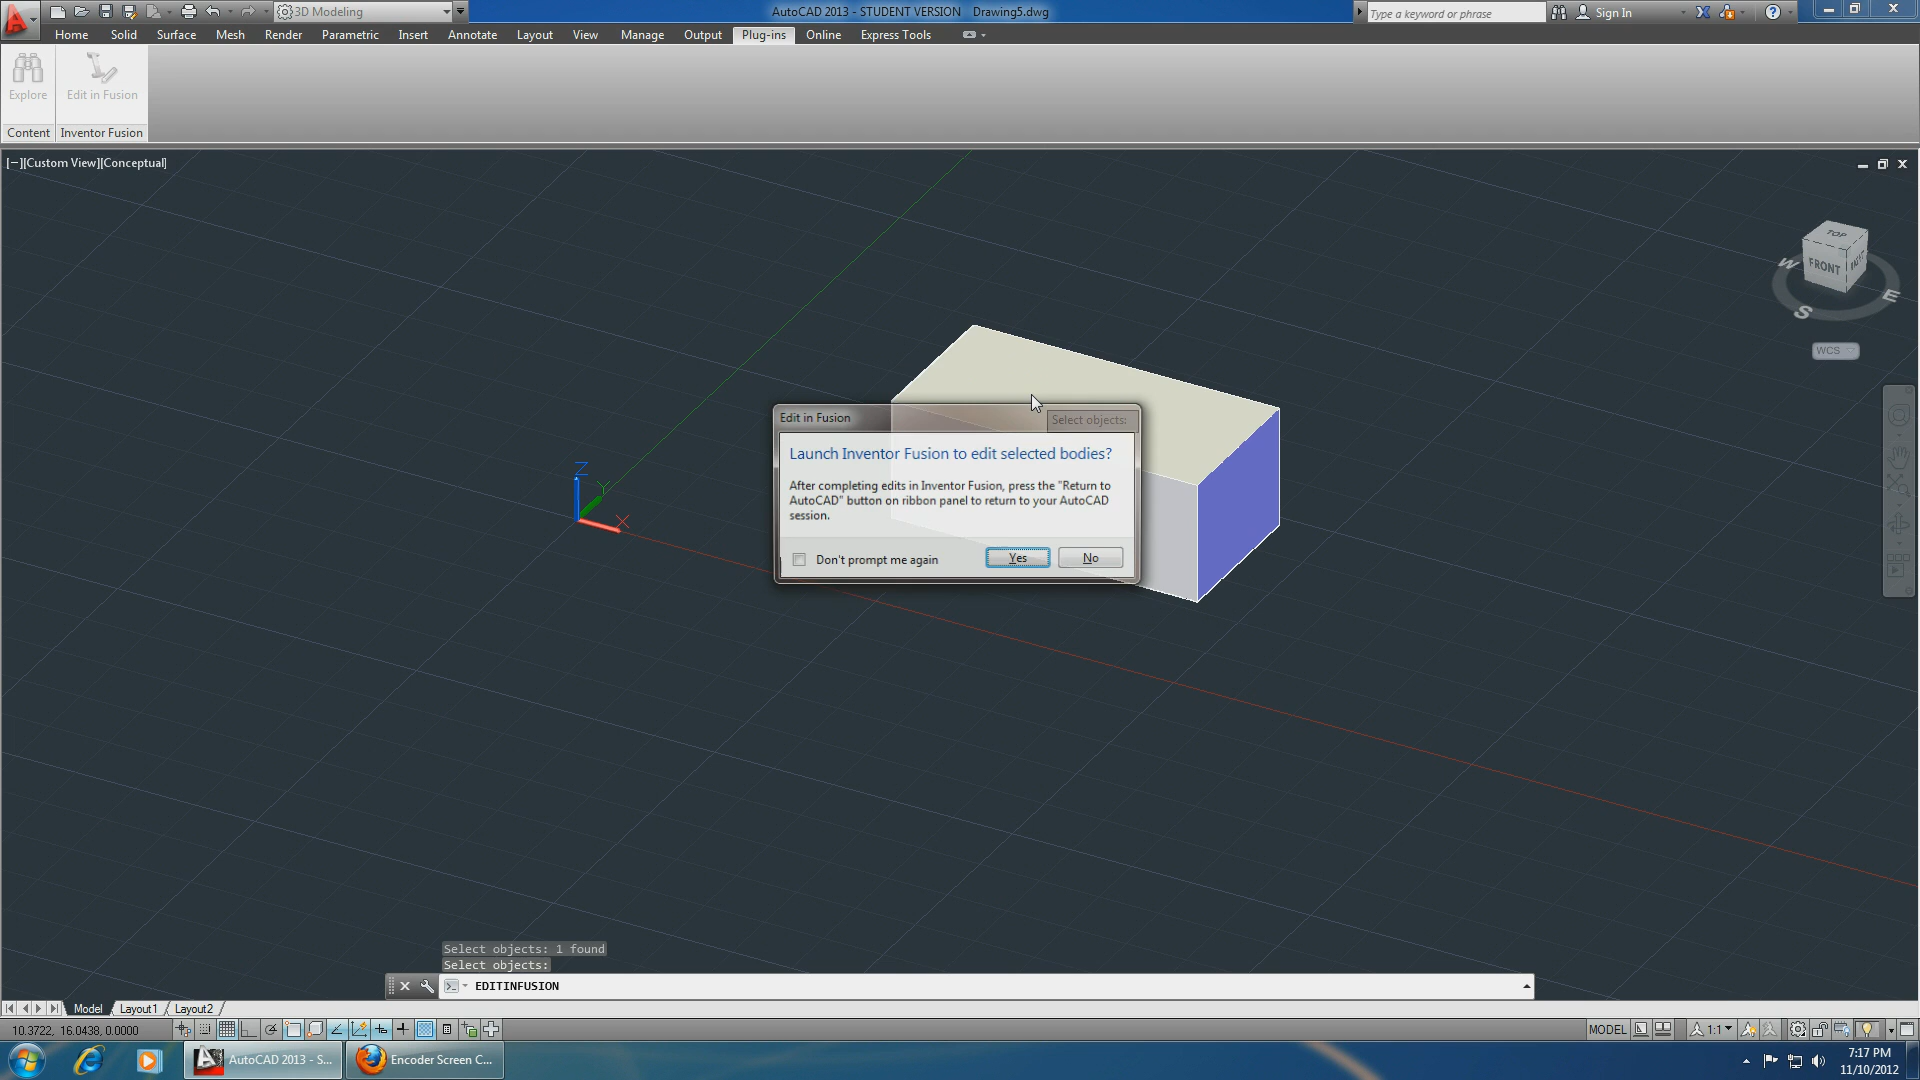 3D Modeling
AutoCAD 2013 - STUDENT VERSION Drawing5.dwg
Type a keyword or phrase
Sign In
Home Solid Surface Mesh Render Parametric Insert Annotate Layout View Manage Output Plug-ins Online Express Tools
Explore
Edit in Fusion
Content
Inventor Fusion
[−][Custom View][Conceptual]
TOP
FRONT
RIGHT
W
S
E
WCS
Z
Y
X
Edit in Fusion
Select objects:
Launch Inventor Fusion to edit selected bodies?
After completing edits in Inventor Fusion, press the "Return to
AutoCAD" button on ribbon panel to return to your AutoCAD
session.
Don't prompt me again
Yes
No
Select objects: 1 found
Select objects:
EDITINFUSION
Model Layout1 Layout2
10.3722, 16.0438, 0.0000
MODEL
1:1
AutoCAD 2013 - S...
Encoder Screen C...
7:17 PM
11/10/2012